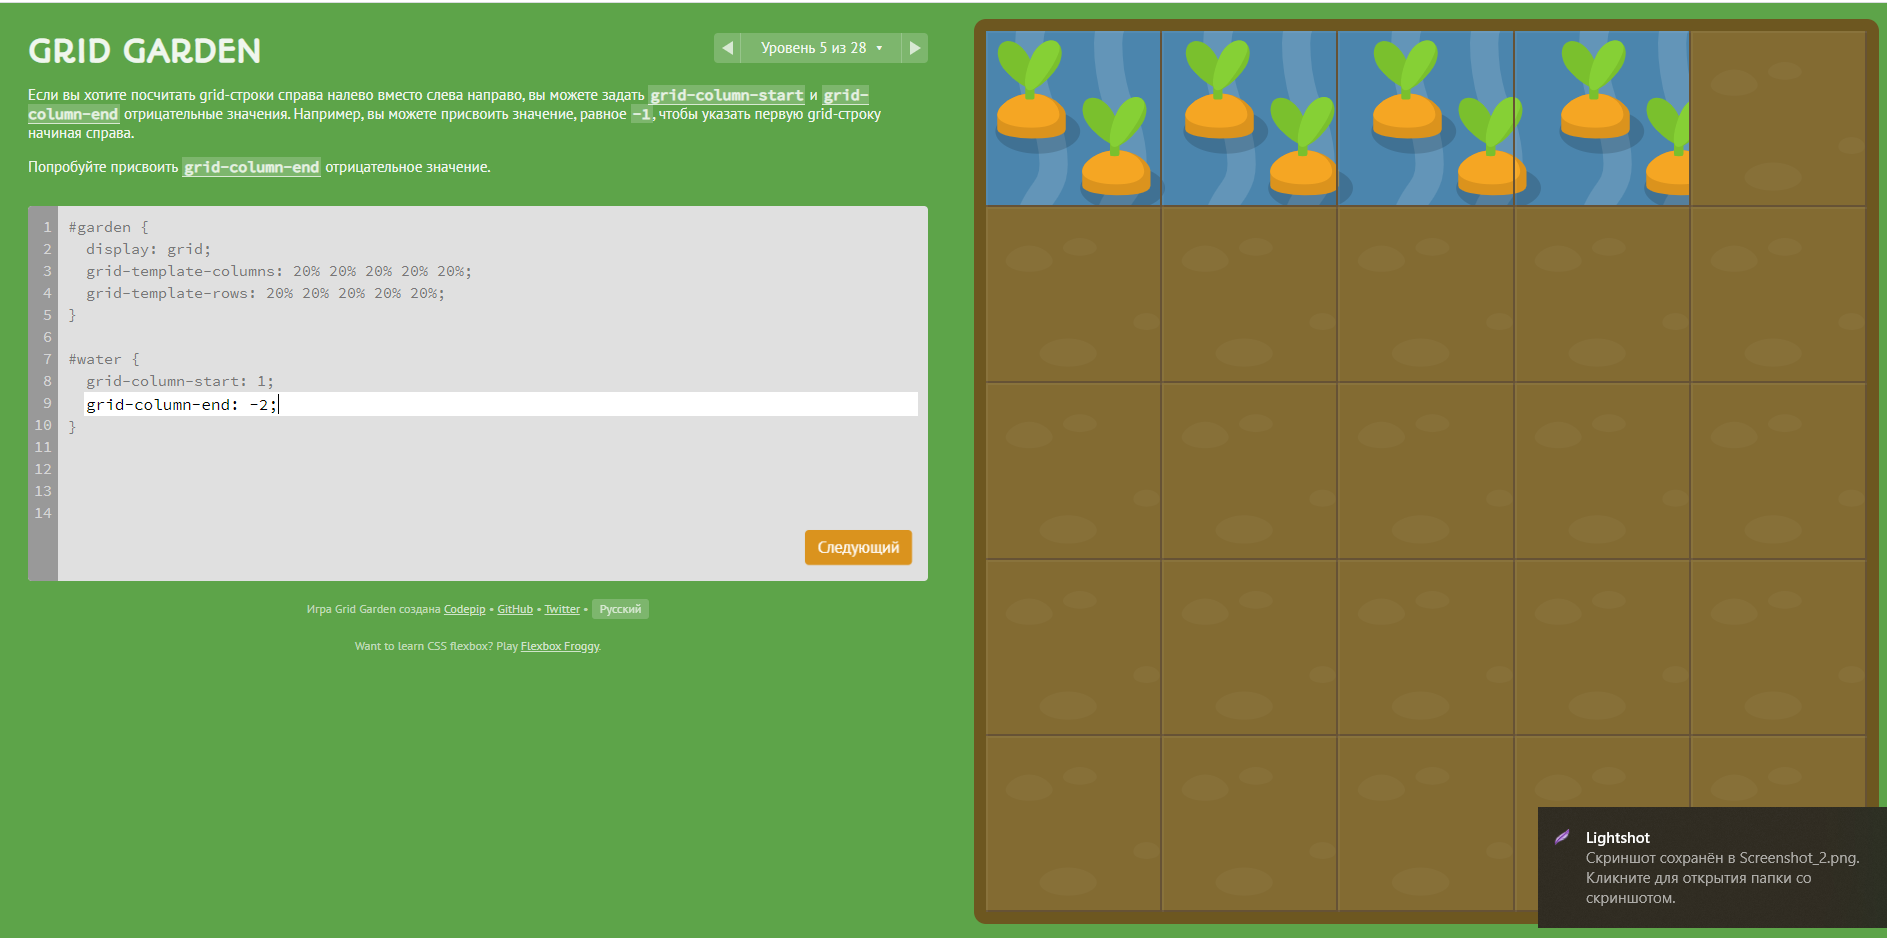 GRID GARDEN
Уровень 5 из 28
Если вы хотите посчитать grid-строки справа налево вместо слева направо, вы можете задать grid-column-start и grid-
column-end отрицательные значения. Например, вы можете присвоить значение, равное -1, чтобы указать первую grid-строку
начиная справа.
Попробуйте присвоить grid-column-end отрицательное значение.
1 #garden {
2 display: grid;
3 grid-template-columns: 20% 20% 20% 20% 20%;
4 grid-template-rows: 20% 20% 20% 20% 20%;
5 }
6
7 #water {
8 grid-column-start: 1;
9 grid-column-end: -2;
10 }
11
12
13
14
Следующий
Игра Grid Garden создана Codepip • GitHub • Twitter • Русский
Want to learn CSS flexbox? Play Flexbox Froggy.
Lightshot
Скриншот сохранён в Screenshot_2.png.
Кликните для открытия папки со
скриншотом.